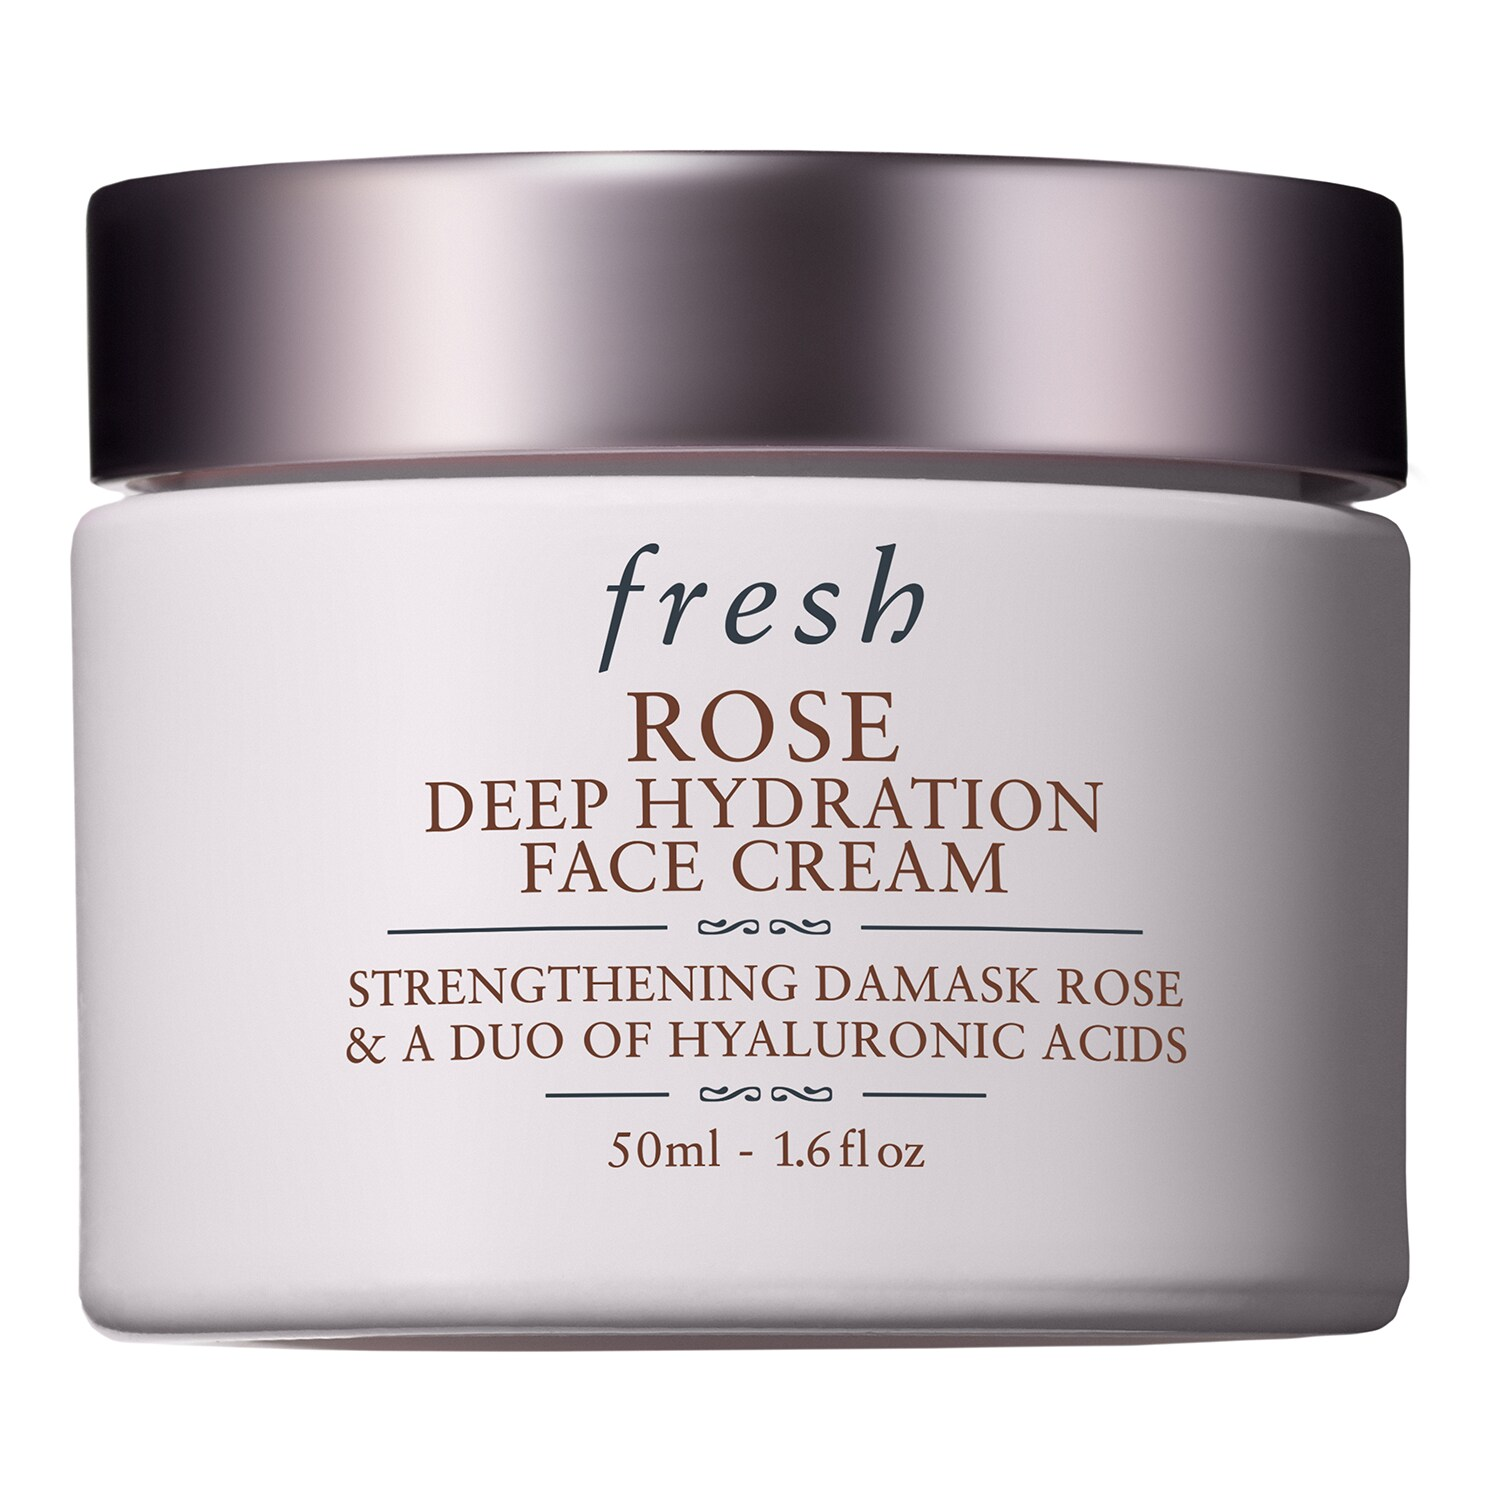 fresh
ROSE
DEEP HYDRATION
FACE CREAM
STRENGTHENING DAMASK ROSE
& A DUO OF HYALURONIC ACIDS
50ml - 1.6 fl oz